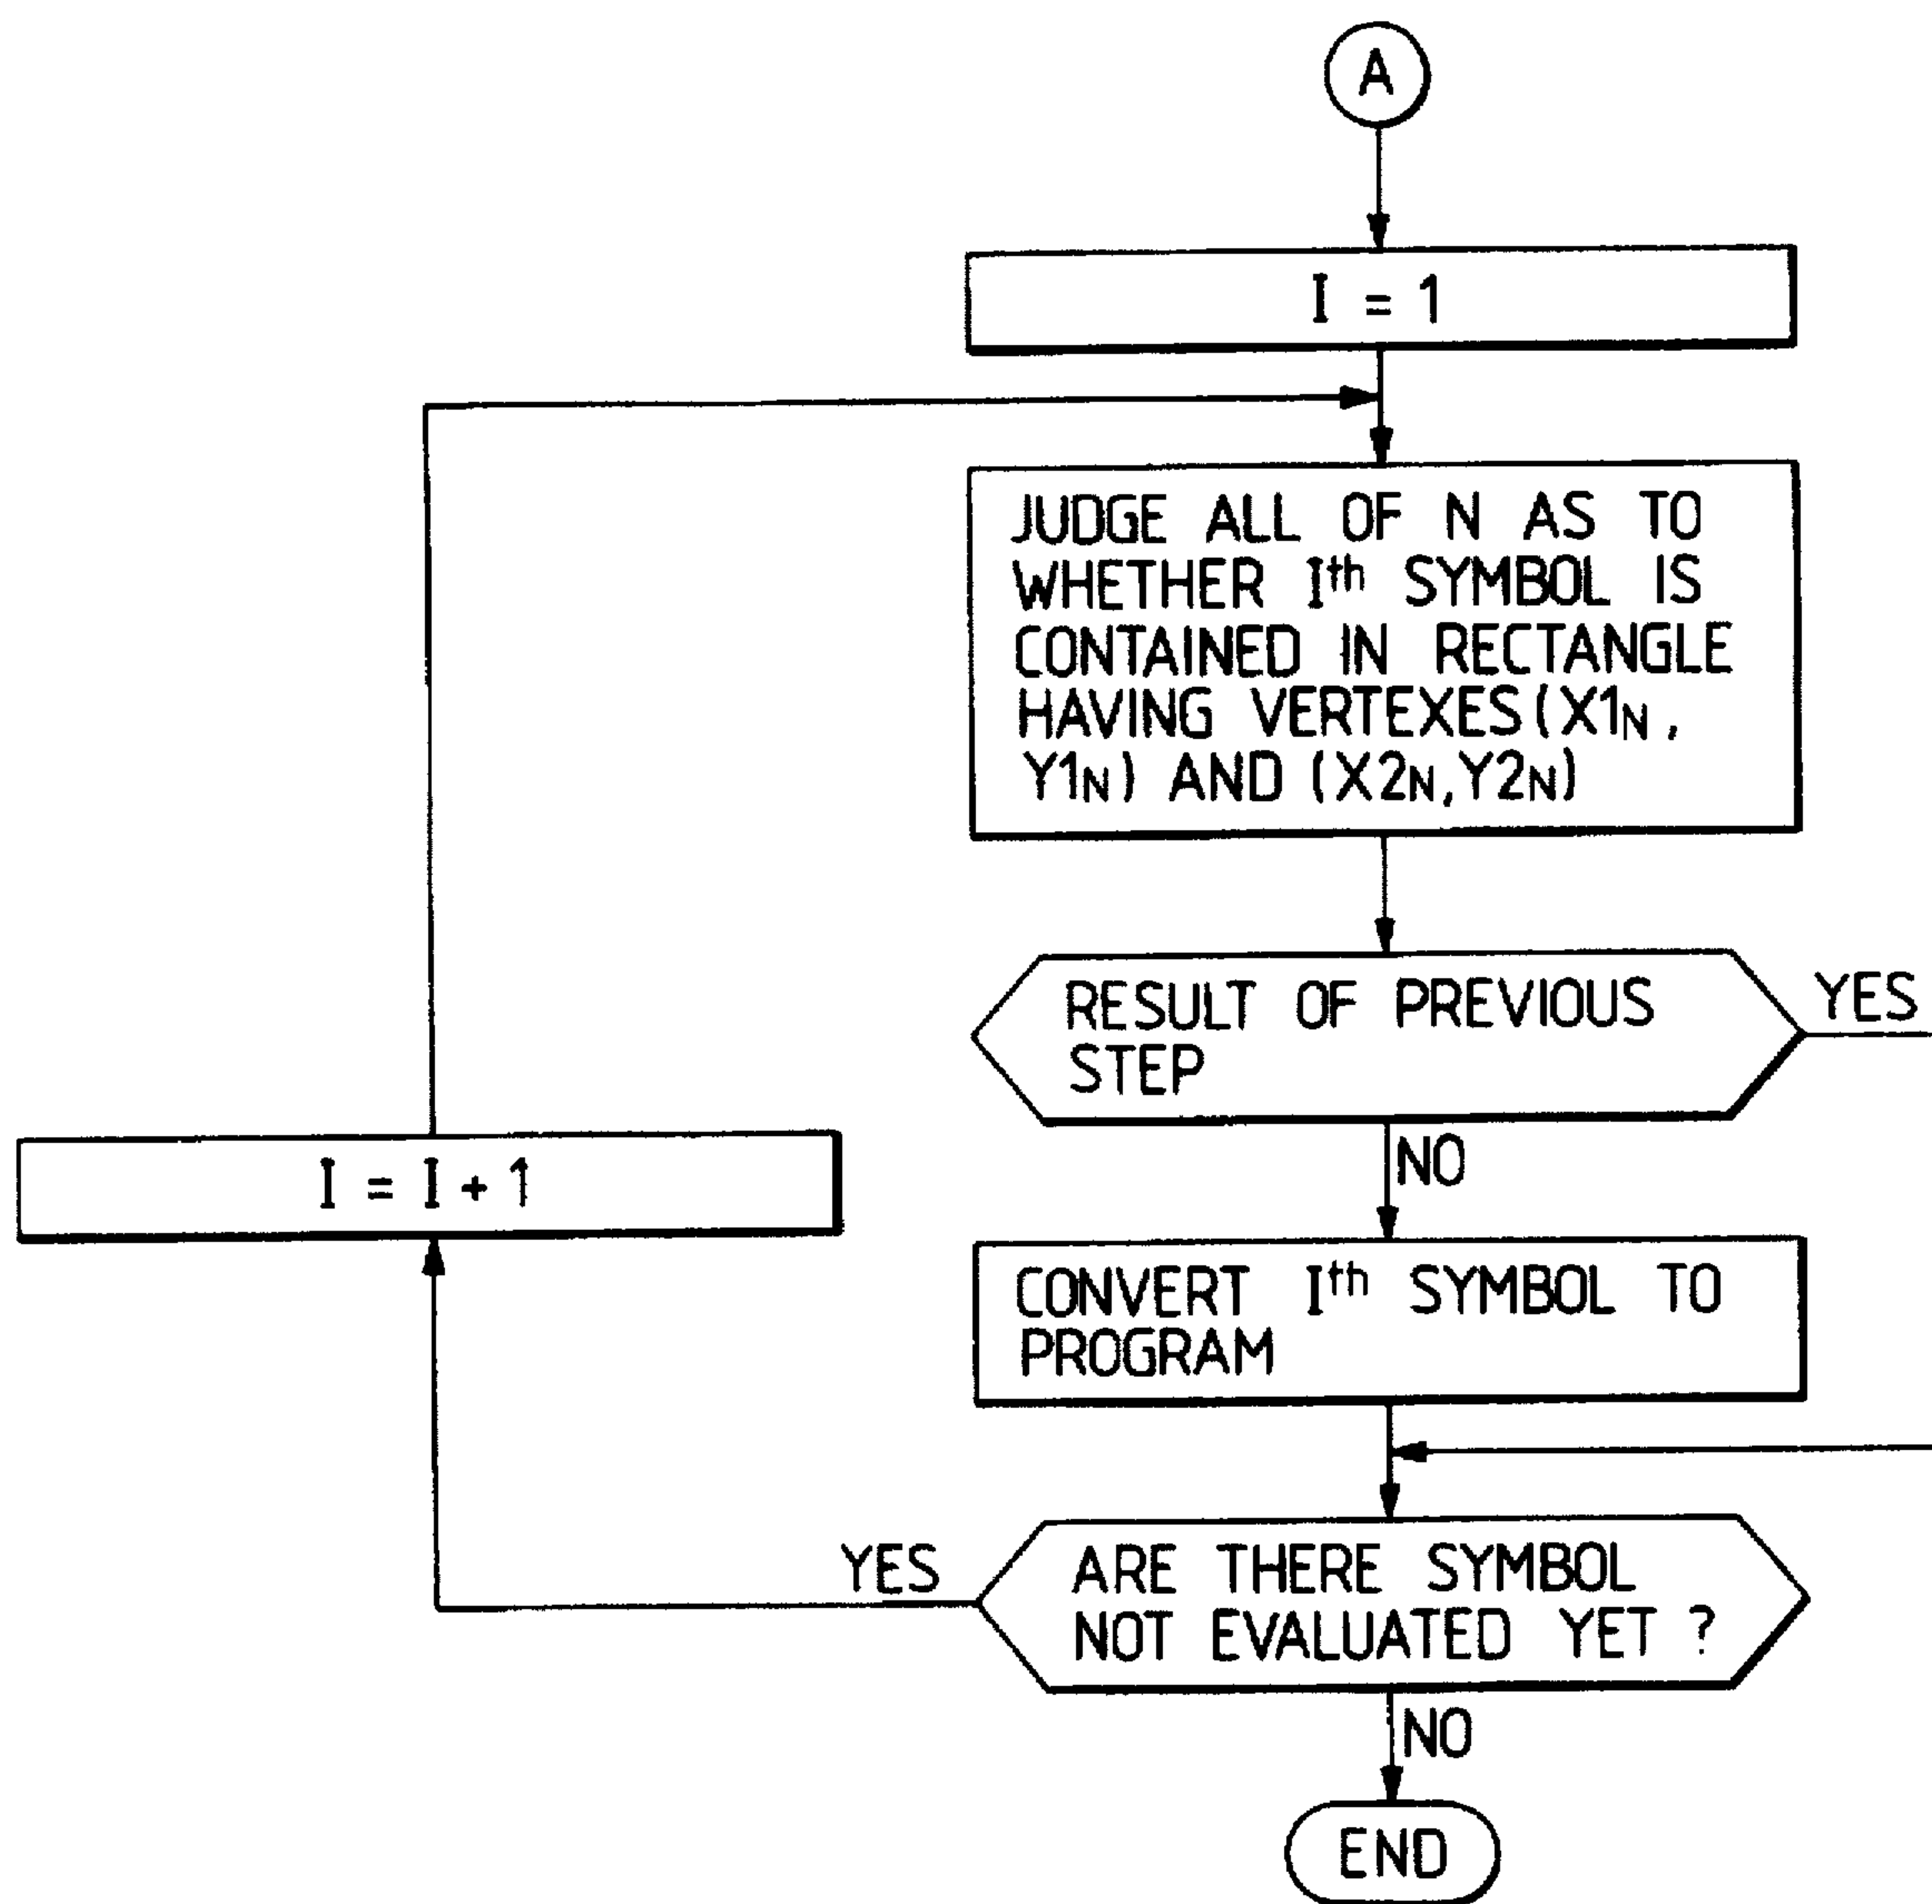 A
I = 1
JUDGE ALL OF N AS TO
WHETHER Ith SYMBOL IS
CONTAINED IN RECTANGLE
HAVING VERTEXES (X1N,
Y1N) AND (X2N, Y2N)
RESULT OF PREVIOUS
STEP
YES
NO
I = I + 1
CONVERT Ith SYMBOL TO
PROGRAM
YES
ARE THERE SYMBOL
NOT EVALUATED YET ?
NO
END